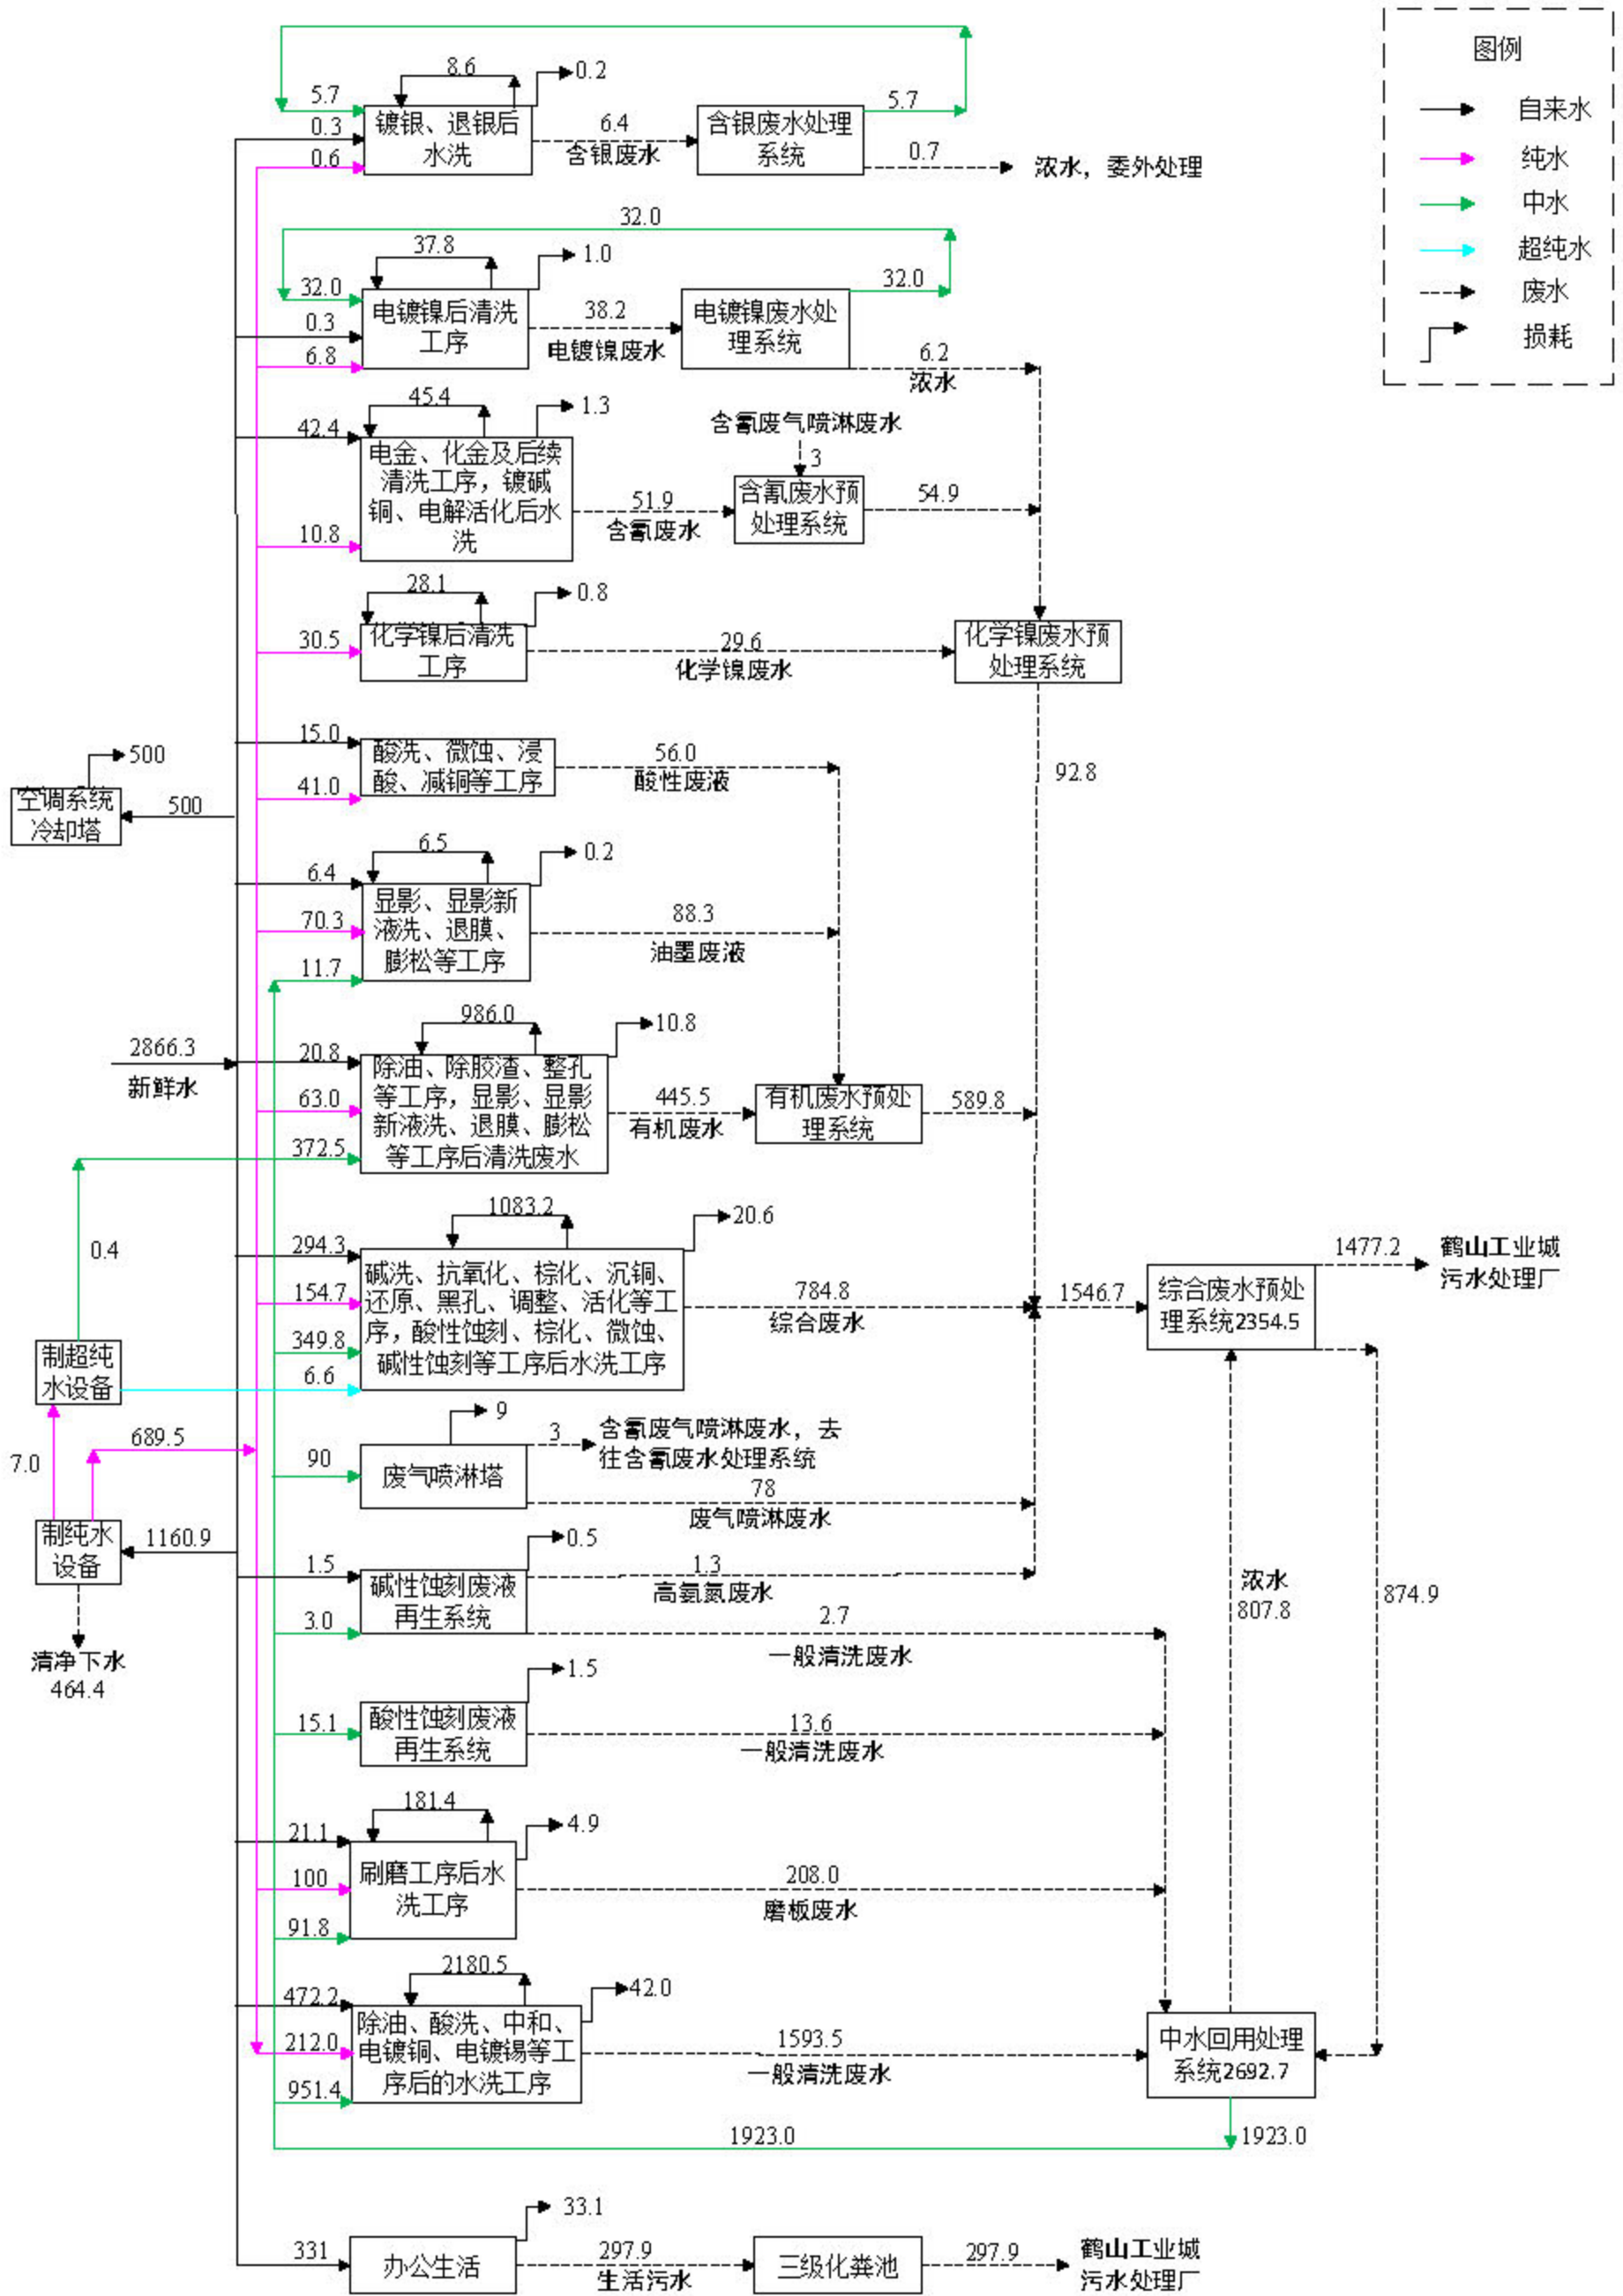 图例
自来水
纯水
中水
超纯水
废水
损耗
8.6
0.2
5.7
0.3
0.6
镀银、退银后
水洗
6.4
含银废水
含银废水处理
系统
5.7
0.7
浓水，委外处理
32.0
37.8
1.0
32.0
0.3
6.8
电镀镍后清洗
工序
38.2
电镀镍废水
电镀镍废水处
理系统
32.0
6.2
浓水
45.4
1.3
42.4
10.8
电金、化金及后续
清洗工序，镀碱
铜、电解活化后水
洗
51.9
含氰废水
含氰废气喷淋废水
3
含氰废水预
处理系统
54.9
28.1
0.8
30.5
化学镍后清洗
工序
29.6
化学镍废水
化学镍废水预
处理系统
92.8
500
空调系统
冷却塔
500
15.0
41.0
酸洗、微蚀、浸
酸、减铜等工序
56.0
酸性废液
6.5
0.2
6.4
70.3
11.7
显影、显影新
液洗、退膜、
膨松等工序
88.3
油墨废液
2866.3
新鲜水
986.0
10.8
20.8
63.0
372.5
除油、除胶渣、整孔
等工序，显影、显影
新液洗、退膜、膨松
等工序后清洗废水
445.5
有机废水
有机废水预处
理系统
589.8
0.4
1083.2
20.6
294.3
154.7
349.8
6.6
碱洗、抗氧化、棕化、沉铜、
还原、黑孔、调整、活化等工
序，酸性蚀刻、棕化、微蚀、
碱性蚀刻等工序后水洗工序
784.8
综合废水
1546.7
综合废水预处
理系统2354.5
1477.2
鹤山工业城
污水处理厂
制超纯
水设备
7.0
689.5
制纯水
设备
1160.9
清净下水
464.4
9
90
废气喷淋塔
3
含氰废气喷淋废水，去
往含氰废水处理系统
78
废气喷淋废水
0.5
1.5
3.0
碱性蚀刻废液
再生系统
1.3
高氨氮废水
2.7
一般清洗废水
浓水
807.8
874.9
1.5
15.1
酸性蚀刻废液
再生系统
13.6
一般清洗废水
181.4
4.9
21.1
100
91.8
刷磨工序后水
洗工序
208.0
磨板废水
2180.5
42.0
472.2
212.0
951.4
除油、酸洗、中和、
电镀铜、电镀锡等工
序后的水洗工序
1593.5
一般清洗废水
中水回用处理
系统2692.7
1923.0
1923.0
33.1
331
办公生活
297.9
生活污水
三级化粪池
297.9
鹤山工业城
污水处理厂